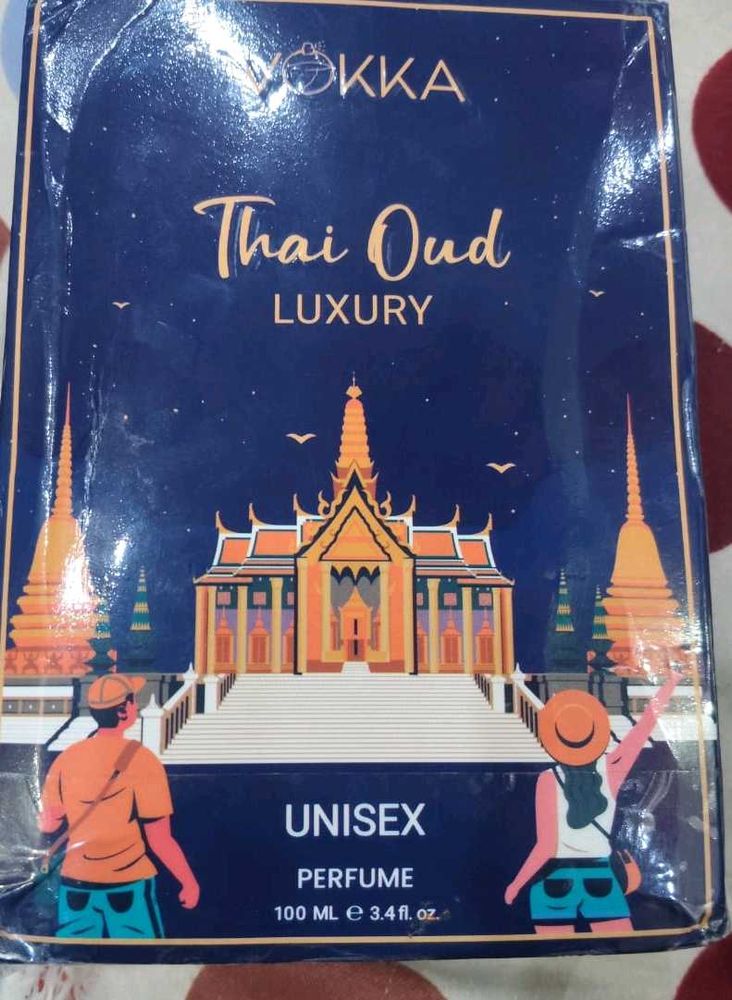 VOKKA
Thai Oud
LUXURY
UNISEX
PERFUME
100 ML ℮ 3.4 fl. oz.